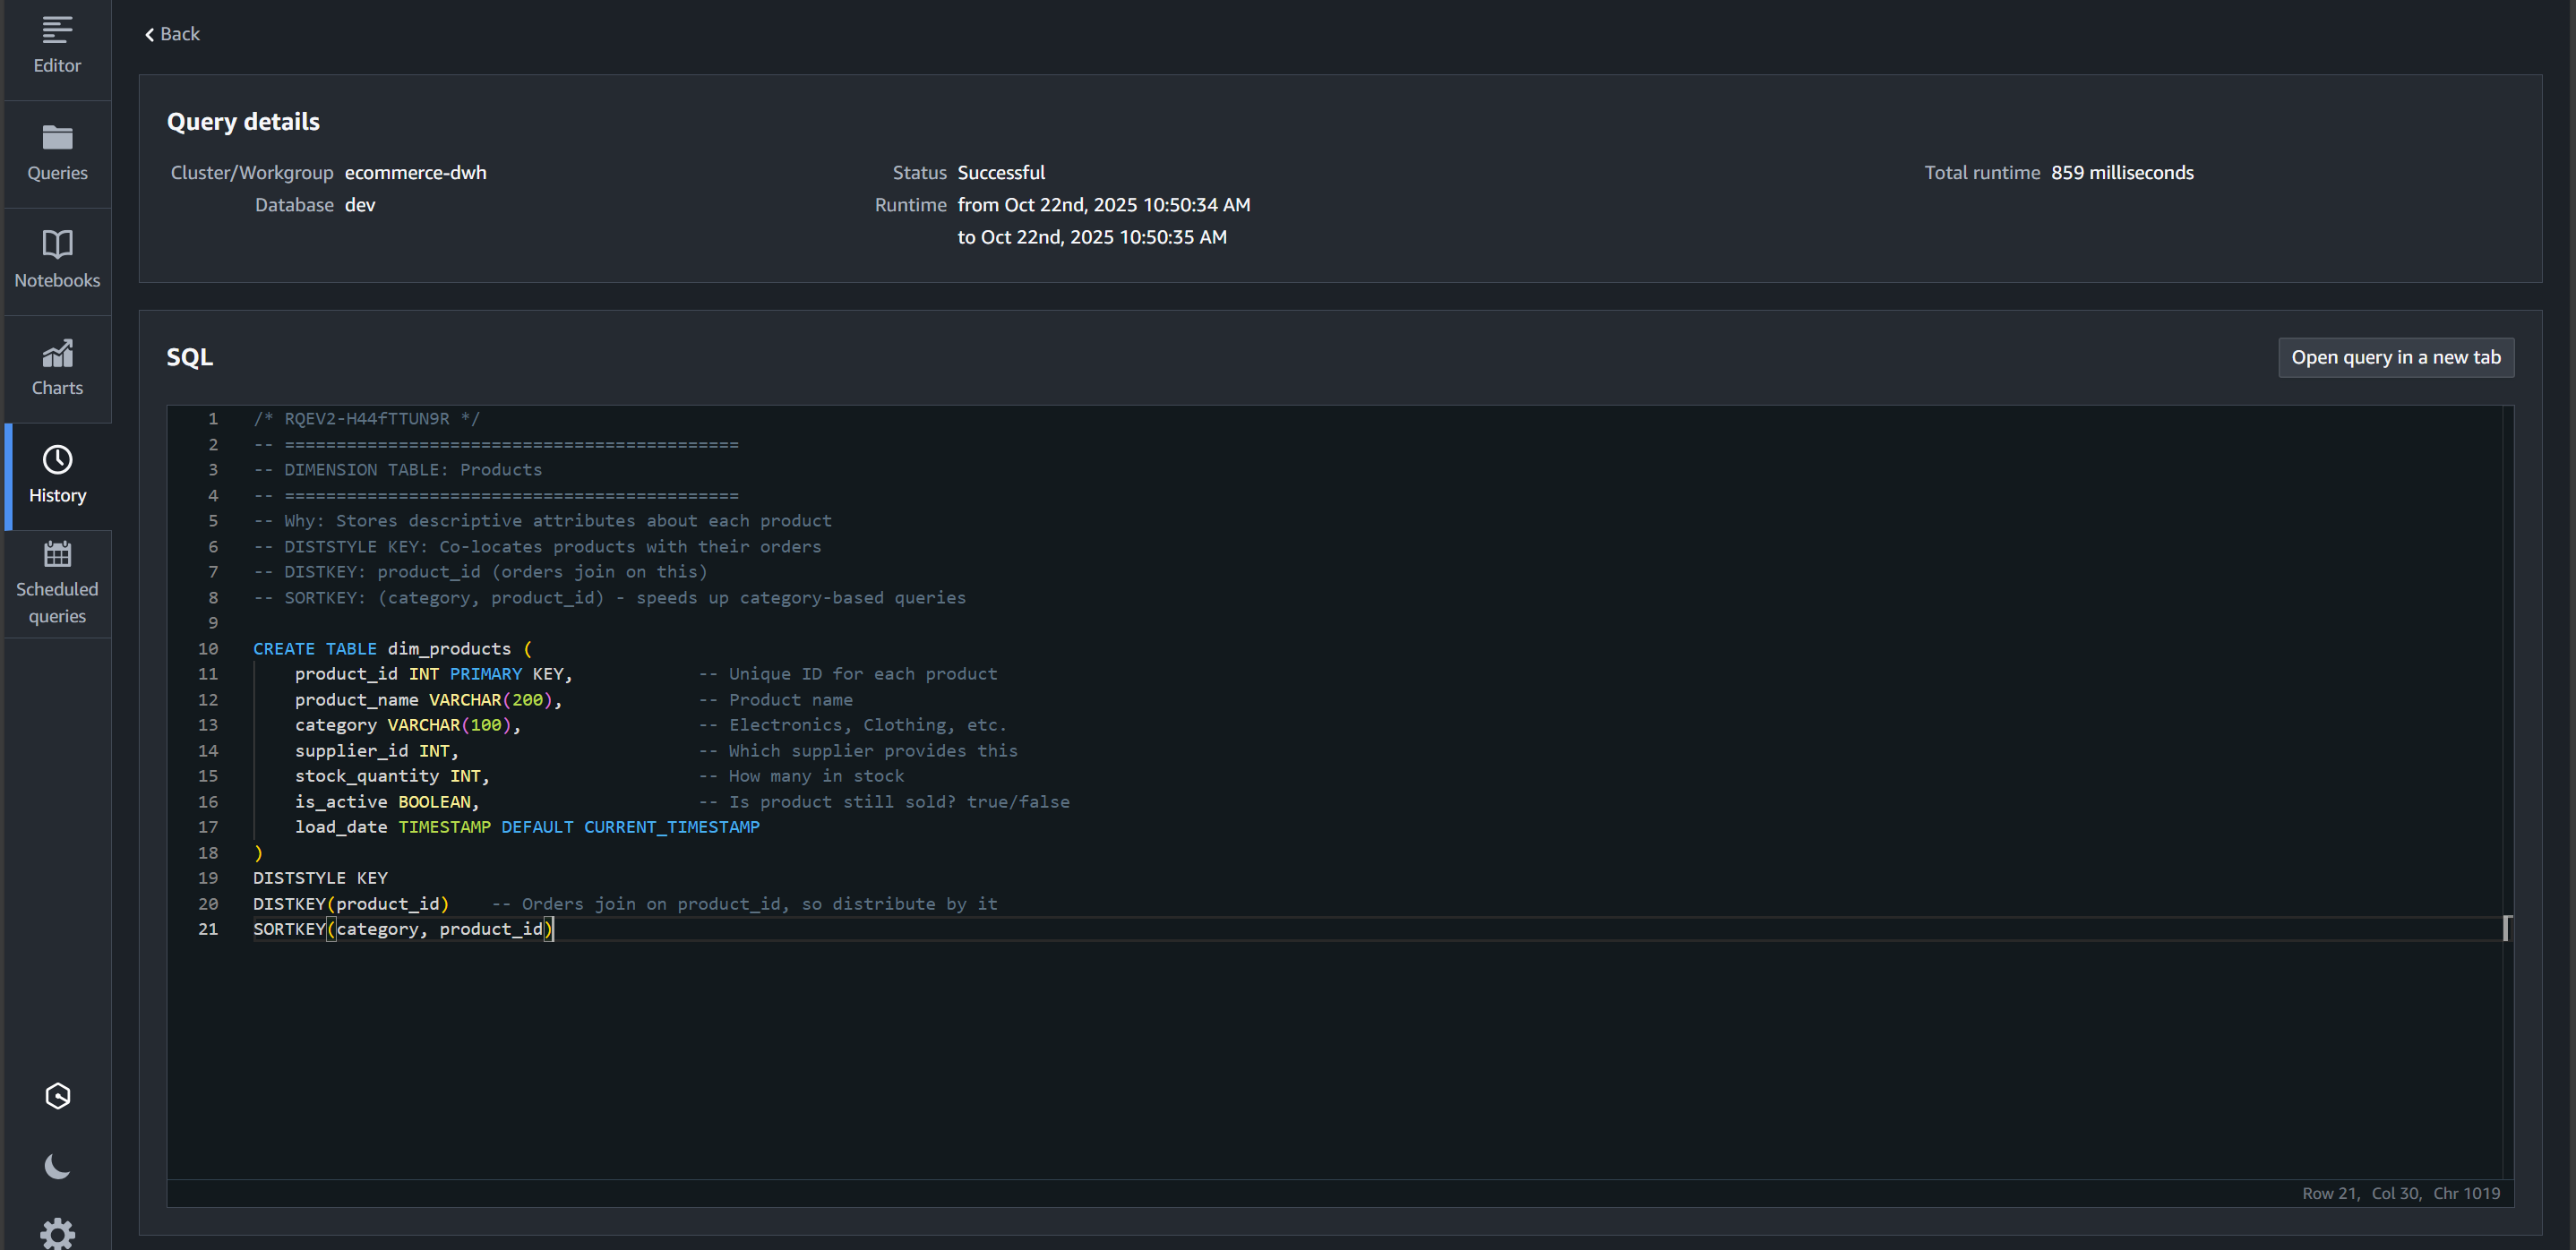 Editor
Queries
Notebooks
Charts
History
Scheduled
queries
Back
Query details
Cluster/Workgroup ecommerce-dwh
Database dev
Status Successful
Runtime from Oct 22nd, 2025 10:50:34 AM
to Oct 22nd, 2025 10:50:35 AM
Total runtime 859 milliseconds
SQL
Open query in a new tab
1 /* RQEV2-H44fTTUN9R */
2 -- ============================================
3 -- DIMENSION TABLE: Products
4 -- ============================================
5 -- Why: Stores descriptive attributes about each product
6 -- DISTSTYLE KEY: Co-locates products with their orders
7 -- DISTKEY: product_id (orders join on this)
8 -- SORTKEY: (category, product_id) - speeds up category-based queries
9
10 CREATE TABLE dim_products (
11     product_id INT PRIMARY KEY,            -- Unique ID for each product
12     product_name VARCHAR(200),             -- Product name
13     category VARCHAR(100),                 -- Electronics, Clothing, etc.
14     supplier_id INT,                       -- Which supplier provides this
15     stock_quantity INT,                    -- How many in stock
16     is_active BOOLEAN,                     -- Is product still sold? true/false
17     load_date TIMESTAMP DEFAULT CURRENT_TIMESTAMP
18 )
19 DISTSTYLE KEY
20 DISTKEY(product_id)    -- Orders join on product_id, so distribute by it
21 SORTKEY(category, product_id)
Row 21, Col 30, Chr 1019